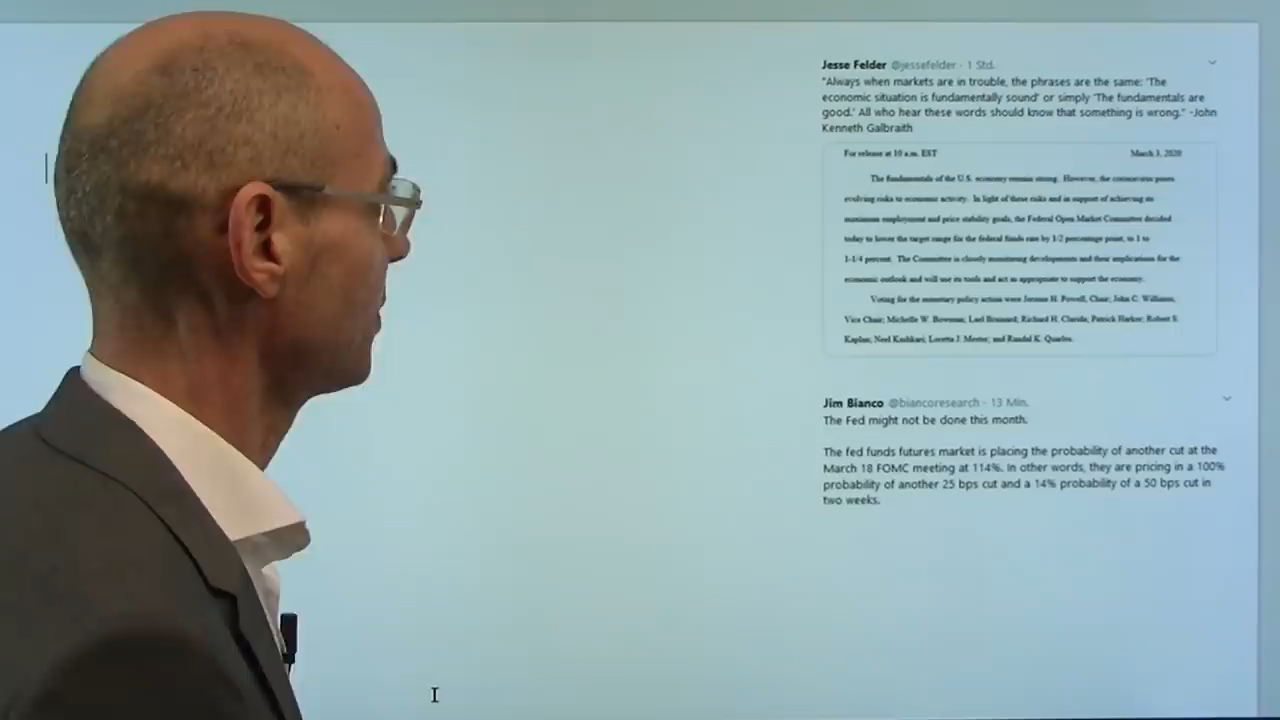 Jesse Felder @jessefelder · 1 Std.
"Always when markets are in trouble, the phrases are the same: 'The
economic situation is fundamentally sound' or simply 'The fundamentals are
good.' All who hear these words should know that something is wrong." -John
Kenneth Galbraith
For release at 10 a.m. EST March 3, 2020
The fundamentals of the U.S. economy remain strong. However, the coronavirus poses
evolving risks to economic activity. In light of these risks and in support of achieving its
maximum employment and price stability goals, the Federal Open Market Committee decided
today to lower the target range for the federal funds rate by 1/2 percentage point, to 1 to
1-1/4 percent. The Committee is closely monitoring developments and their implications for the
economic outlook and will use its tools and act as appropriate to support the economy.
Voting for the monetary policy action were Jerome H. Powell, Chair; John C. Williams,
Vice Chair; Michelle W. Bowman; Lael Brainard; Richard H. Clarida; Patrick Harker; Robert S.
Kaplan; Neel Kashkari; Loretta J. Mester; and Randal K. Quarles.
Jim Bianco @biancoresearch · 13 Min.
The Fed might not be done this month.
The fed funds futures market is placing the probability of another cut at the
March 18 FOMC meeting at 114%. In other words, they are pricing in a 100%
probability of another 25 bps cut and a 14% probability of a 50 bps cut in
two weeks.